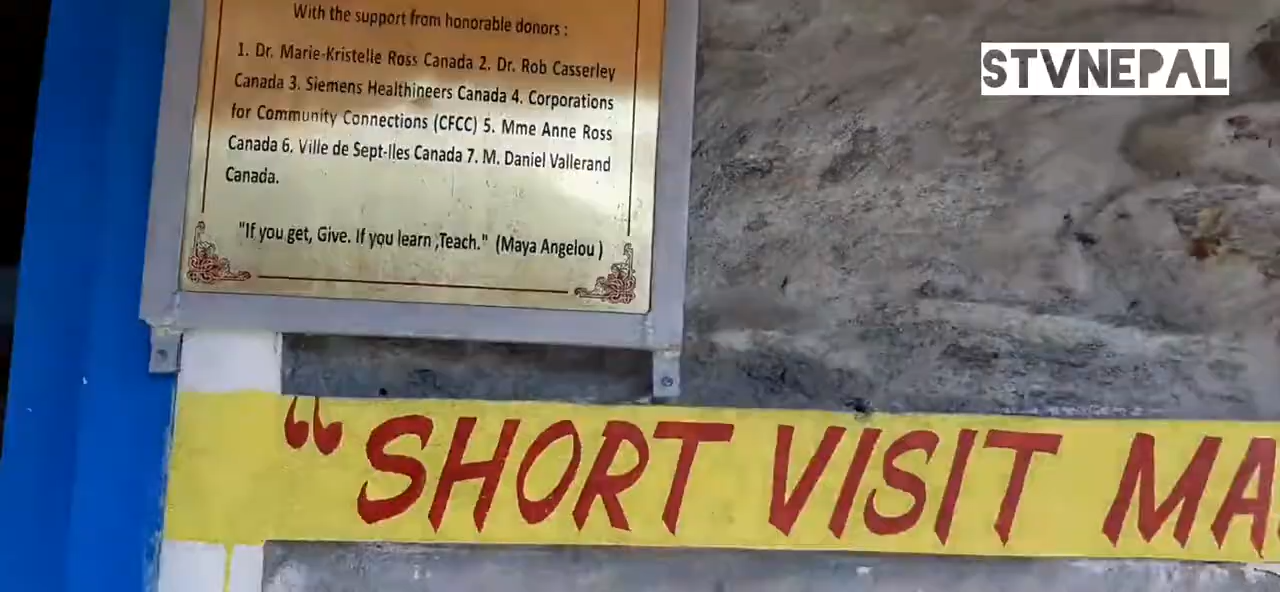 With the support from honorable donors :
1. Dr. Marie-Kristelle Ross Canada 2. Dr. Rob Casserley
Canada 3. Siemens Healthineers Canada 4. Corporations
for Community Connections (CFCC) 5. Mme Anne Ross
Canada 6. Ville de Sept-Iles Canada 7. M. Daniel Vallerand
Canada.
"If you get, Give. If you learn ,Teach." (Maya Angelou )
STVNEPAL
“SHORT VISIT MA